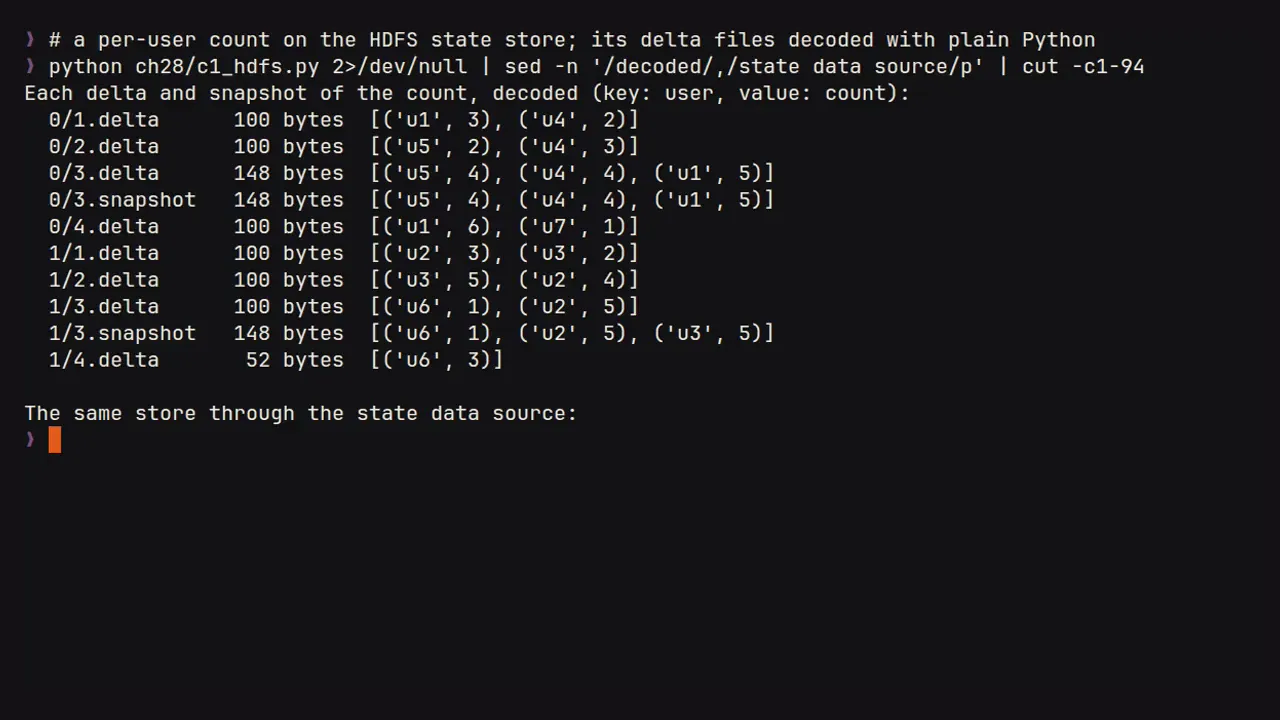 ❯ # a per-user count on the HDFS state store; its delta files decoded with plain Python
❯ python ch28/c1_hdfs.py 2>/dev/null | sed -n '/decoded/,/state data source/p' | cut -c1-94
Each delta and snapshot of the count, decoded (key: user, value: count):
  0/1.delta      100 bytes  [('u1', 3), ('u4', 2)]
  0/2.delta      100 bytes  [('u5', 2), ('u4', 3)]
  0/3.delta      148 bytes  [('u5', 4), ('u4', 4), ('u1', 5)]
  0/3.snapshot   148 bytes  [('u5', 4), ('u4', 4), ('u1', 5)]
  0/4.delta      100 bytes  [('u1', 6), ('u7', 1)]
  1/1.delta      100 bytes  [('u2', 3), ('u3', 2)]
  1/2.delta      100 bytes  [('u3', 5), ('u2', 4)]
  1/3.delta      100 bytes  [('u6', 1), ('u2', 5)]
  1/3.snapshot   148 bytes  [('u6', 1), ('u2', 5), ('u3', 5)]
  1/4.delta       52 bytes  [('u6', 3)]
The same store through the state data source:
❯